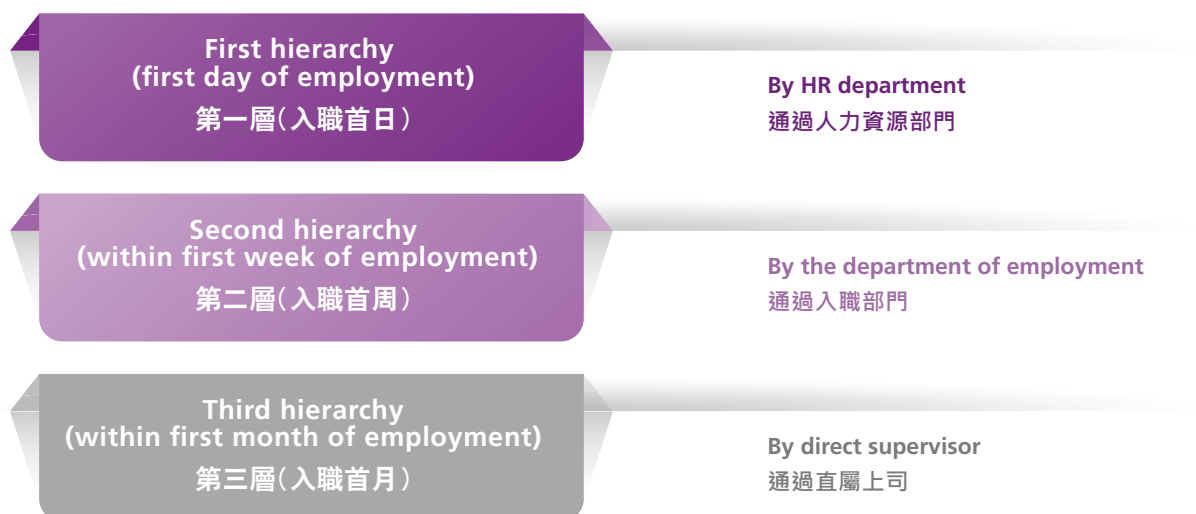 First hierarchy
(first day of employment)
第一層（入職首日）
By HR department
通過人力資源部門
Second hierarchy
(within first week of employment)
第二層（入職首周）
By the department of employment
通過入職部門
Third hierarchy
(within first month of employment)
第三層（入職首月）
By direct supervisor
通過直屬上司